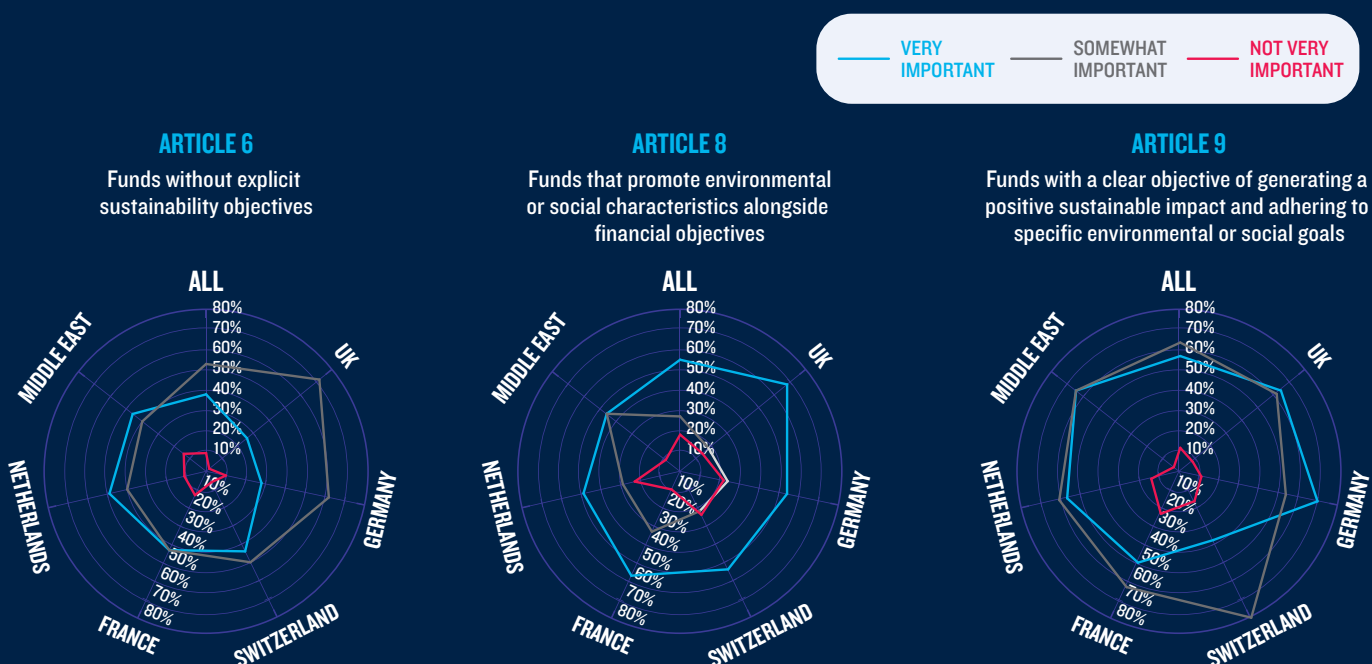 VERY
IMPORTANT
SOMEWHAT
IMPORTANT
NOT VERY
IMPORTANT
ARTICLE 6
Funds without explicit
sustainability objectives
ALL
80%
70%
60%
50%
40%
30%
20%
10%
10%
20%
30%
40%
50%
60%
70%
80%
UK
GERMANY
SWITZERLAND
FRANCE
NETHERLANDS
MIDDLE EAST
ARTICLE 8
Funds that promote environmental
or social characteristics alongside
financial objectives
ALL
80%
70%
60%
50%
40%
30%
20%
10%
10%
20%
30%
40%
50%
60%
70%
80%
UK
GERMANY
SWITZERLAND
FRANCE
NETHERLANDS
MIDDLE EAST
ARTICLE 9
Funds with a clear objective of generating a
positive sustainable impact and adhering to
specific environmental or social goals
ALL
80%
70%
60%
50%
40%
30%
20%
10%
10%
20%
30%
40%
50%
60%
70%
80%
UK
GERMANY
SWITZERLAND
FRANCE
NETHERLANDS
MIDDLE EAST